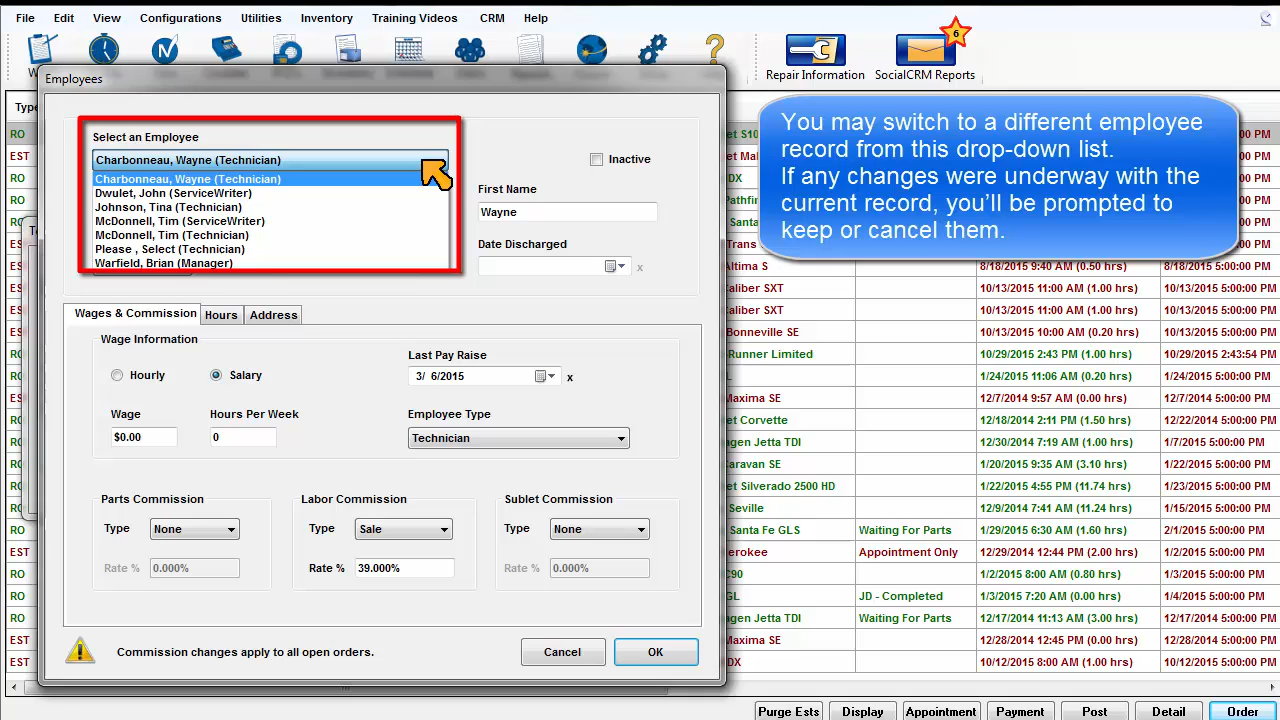 File Edit View Configurations Utilities Inventory Training Videos CRM Help
6
Repair Information SocialCRM Reports
Employees
Select an Employee
Charbonneau, Wayne (Technician)
Charbonneau, Wayne (Technician)
Dwulet, John (ServiceWriter)
Johnson, Tina (Technician)
McDonnell, Tim (ServiceWriter)
McDonnell, Tim (Technician)
Please , Select (Technician)
Warfield, Brian (Manager)
Inactive
First Name
Wayne
Date Discharged
x
You may switch to a different employee
record from this drop-down list.
If any changes were underway with the
current record, you'll be prompted to
keep or cancel them.
Wages & Commission Hours Address
Wage Information
Hourly Salary
Last Pay Raise
3/ 6/2015 x
Wage Hours Per Week Employee Type
$0.00 0 Technician
Parts Commission Labor Commission Sublet Commission
Type None Type Sale Type None
Rate % 0.000% Rate % 39.000% Rate % 0.000%
Commission changes apply to all open orders.
Cancel OK
Type
RO
EST
RO
RO
RO
EST
RO
RO
RO
RO
RO
RO
EST
RO
RO
RO
RO
RO
RO
EST
RO
RO
RO
EST
EST
Altima S 8/18/2015 9:40 AM (0.50 hrs) 8/18/2015 5:00:00 PM
Caliber SXT 10/13/2015 11:00 AM (1.00 hrs) 10/13/2015 5:00:00 PM
Caliber SXT 10/13/2015 11:00 AM (1.00 hrs) 10/13/2015 5:00:00 PM
Bonneville SE 10/13/2015 10:00 AM (0.20 hrs) 10/13/2015 5:00:00 PM
Runner Limited 10/29/2015 2:43 PM (1.00 hrs) 10/29/2015 2:43:54 PM
1/24/2015 11:06 AM (0.20 hrs) 1/24/2015 5:00:00 PM
Maxima SE 12/7/2014 9:57 AM (0.00 hrs) 12/7/2014 5:00:00 PM
et Corvette 12/18/2014 2:11 PM (1.50 hrs) 12/22/2014 5:00:00 PM
agen Jetta TDI 12/30/2014 7:19 AM (1.00 hrs) 1/7/2015 5:00:00 PM
Caravan SE 1/20/2015 9:35 AM (3.10 hrs) 1/22/2015 5:00:00 PM
et Silverado 2500 HD 1/22/2015 4:55 PM (11.74 hrs) 1/23/2015 5:00:00 PM
Seville 12/9/2014 7:41 AM (11.24 hrs) 1/15/2015 5:00:00 PM
Santa Fe GLS Waiting For Parts 1/29/2015 6:30 AM (1.60 hrs) 2/1/2015 5:00:00 PM
erokee Appointment Only 12/29/2014 12:44 PM (2.00 hrs) 1/2/2015 5:00:00 PM
C90 1/2/2015 8:00 AM (0.80 hrs) 1/3/2015 5:00:00 PM
GL JD - Completed 1/3/2015 7:20 AM (0.00 hrs) 1/4/2015 5:00:00 PM
agen Jetta TDI Waiting For Parts 12/17/2014 11:13 AM (3.00 hrs) 12/17/2014 5:00:00 PM
Maxima SE 12/28/2014 12:45 PM (0.00 hrs) 12/28/2014 5:00:00 PM
DX 10/12/2015 8:00 AM (1.00 hrs) 10/12/2015 5:00:00 PM
Purge Ests Display Appointment Payment Post Detail Order